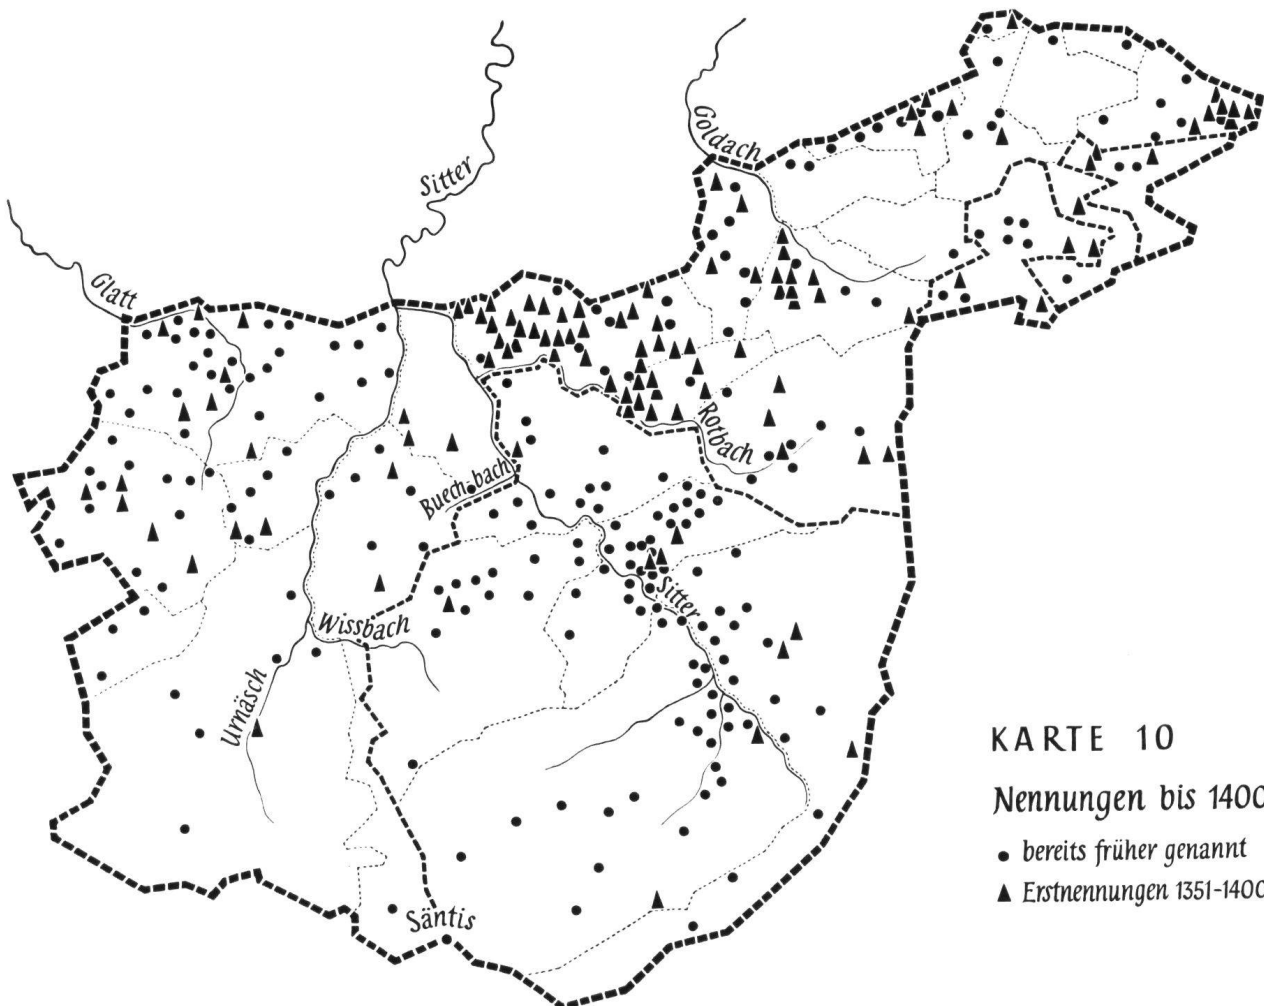 Goldach
Sitter
Glatt
Rotbach
Buech-bach
Sitter
Wissbach
Urnäsch
Säntis
KARTE 10
Nennungen bis 1400
bereits früher genannt
Erstnennungen 1351-1400